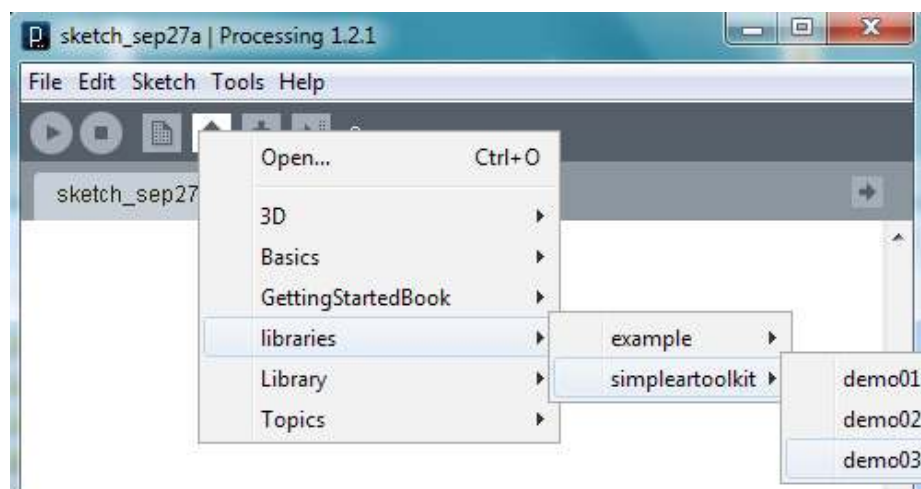 sketch_sep27a | Processing 1.2.1
File Edit Sketch Tools Help
Open... Ctrl+O
sketch_sep27
3D
Basics
GettingStartedBook
libraries
example
Library
simpleartoolkit
demo01
Topics
demo02
demo03